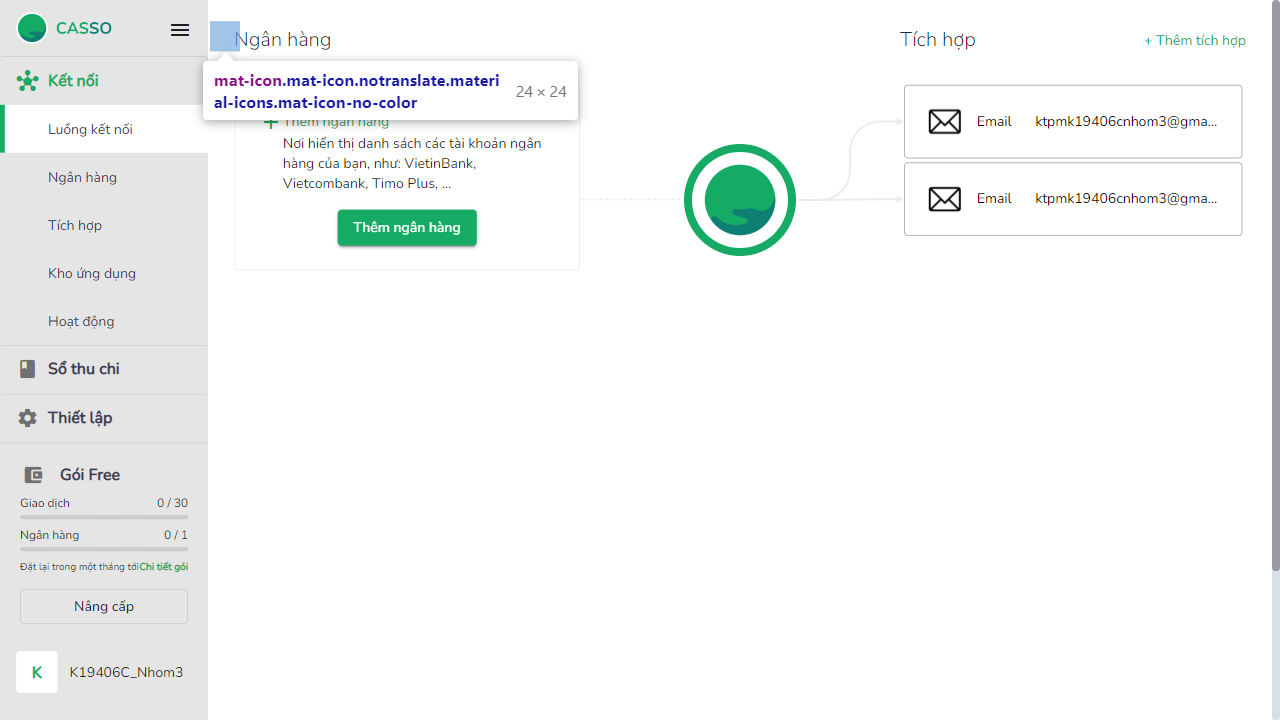 CASSO
Kết nối
Luồng kết nối
Ngân hàng
Tích hợp
Kho ứng dụng
Hoạt động
Sổ thu chi
Thiết lập
Gói Free
Giao dịch 0 / 30
Ngân hàng 0 / 1
Đặt lại trong một tháng tới Chi tiết gói
Nâng cấp
K K19406C_Nhom3
Ngân hàng
mat-icon.mat-icon.notranslate.materi
al-icons.mat-icon-no-color
24 × 24
+ Thêm ngân hàng
Nơi hiển thị danh sách các tài khoản ngân
hàng của bạn, như: VietinBank,
Vietcombank, Timo Plus, ...
Thêm ngân hàng
Tích hợp
+ Thêm tích hợp
Email ktpmk19406cnhom3@gma...
Email ktpmk19406cnhom3@gma...